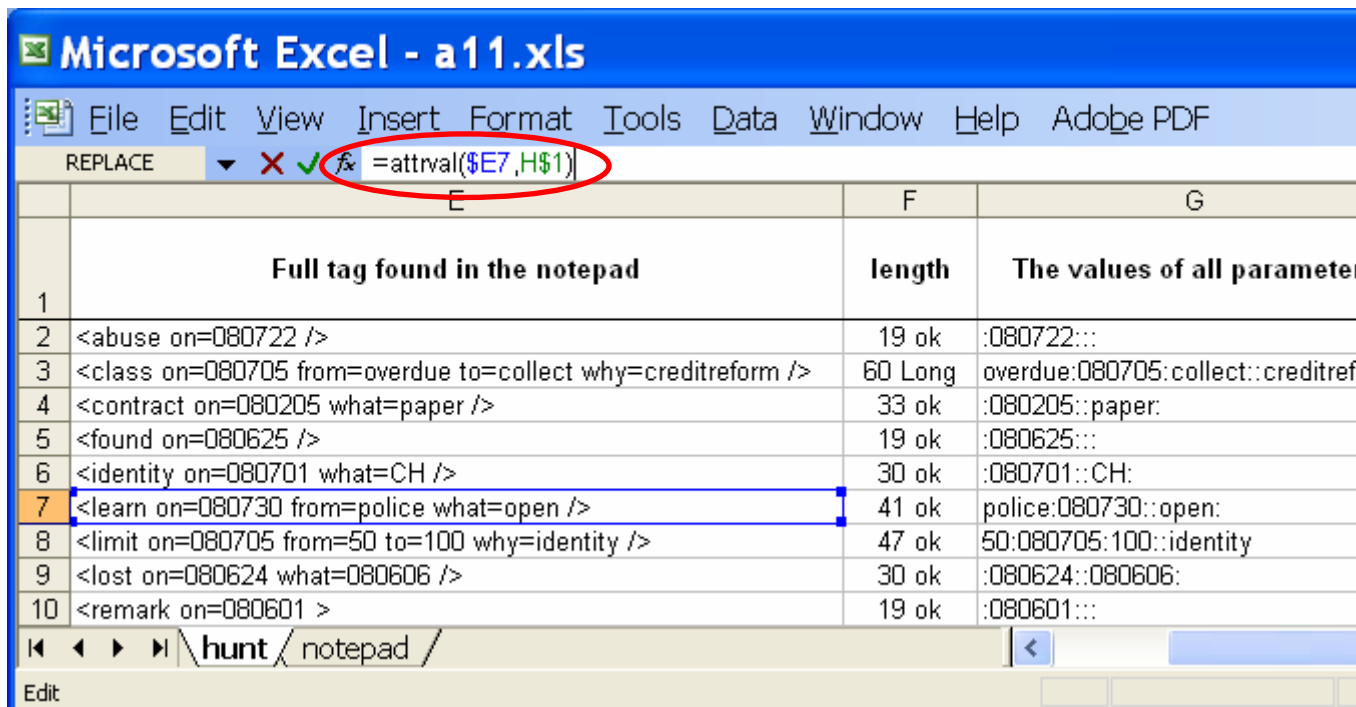 Microsoft Excel - a11.xls
File Edit View Insert Format Tools Data Window Help Adobe PDF
REPLACE fx =attrval($E7,H$1)
E F G
1 Full tag found in the notepad length The values of all parameter
2 <abuse on=080722 /> 19 ok :080722:::
3 <class on=080705 from=overdue to=collect why=creditreform /> 60 Long overdue:080705:collect::creditref
4 <contract on=080205 what=paper /> 33 ok :080205::paper:
5 <found on=080625 /> 19 ok :080625:::
6 <identity on=080701 what=CH /> 30 ok :080701::CH:
7 <learn on=080730 from=police what=open /> 41 ok police:080730::open:
8 <limit on=080705 from=50 to=100 why=identity /> 47 ok 50:080705:100::identity
9 <lost on=080624 what=080606 /> 30 ok :080624::080606:
10 <remark on=080601 > 19 ok :080601:::
hunt notepad
Edit